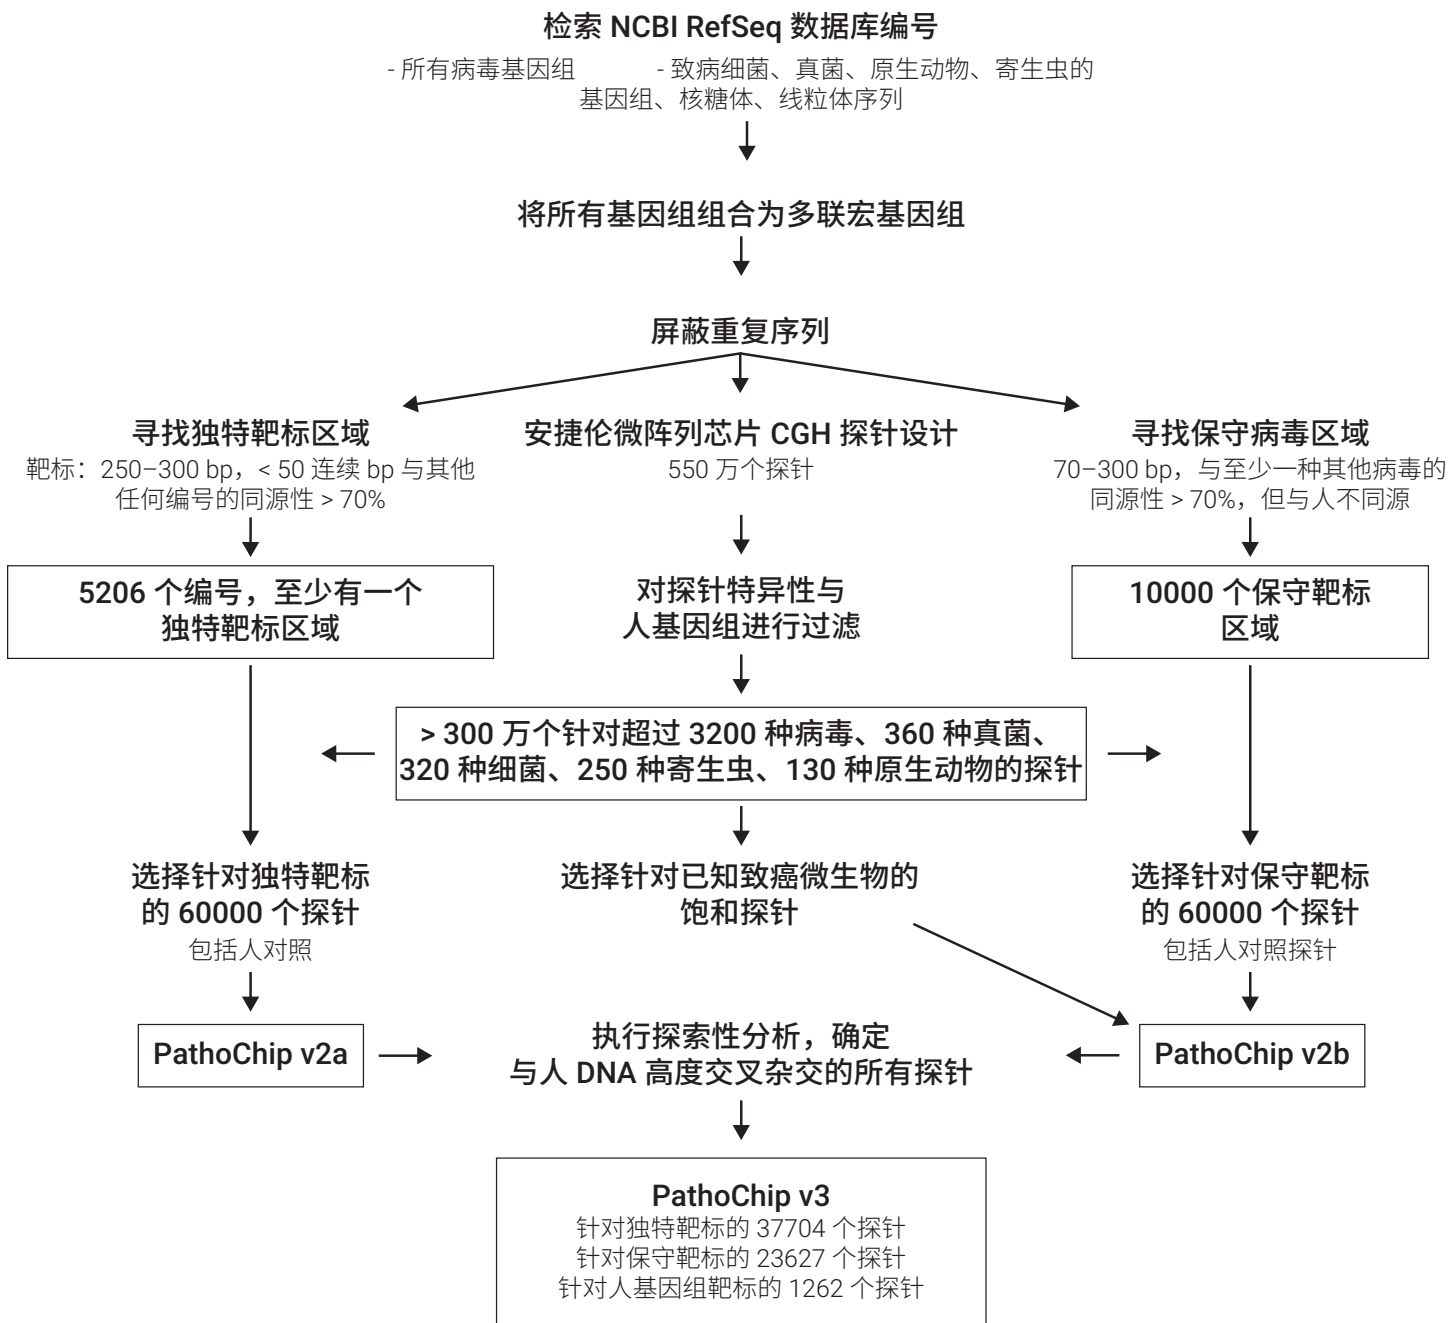 检索 NCBI RefSeq 数据库编号
- 所有病毒基因组 - 致病细菌、真菌、原生动物、寄生虫的
基因组、核糖体、线粒体序列
将所有基因组组合为多联宏基因组
屏蔽重复序列
寻找独特靶标区域
靶标：250–300 bp，< 50 连续 bp 与其他
任何编号的同源性 > 70%
安捷伦微阵列芯片 CGH 探针设计
550 万个探针
寻找保守病毒区域
70–300 bp，与至少一种其他病毒的
同源性 > 70%，但与人不同源
5206 个编号，至少有一个
独特靶标区域
对探针特异性与
人基因组进行过滤
10000 个保守靶标
区域
> 300 万个针对超过 3200 种病毒、360 种真菌、
320 种细菌、250 种寄生虫、130 种原生动物的探针
选择针对独特靶标
的 60000 个探针
包括人对照
选择针对已知致癌微生物的
饱和探针
选择针对保守靶标
的 60000 个探针
包括人对照探针
PathoChip v2a
执行探索性分析，确定
与人 DNA 高度交叉杂交的所有探针
PathoChip v2b
PathoChip v3
针对独特靶标的 37704 个探针
针对保守靶标的 23627 个探针
针对人基因组靶标的 1262 个探针